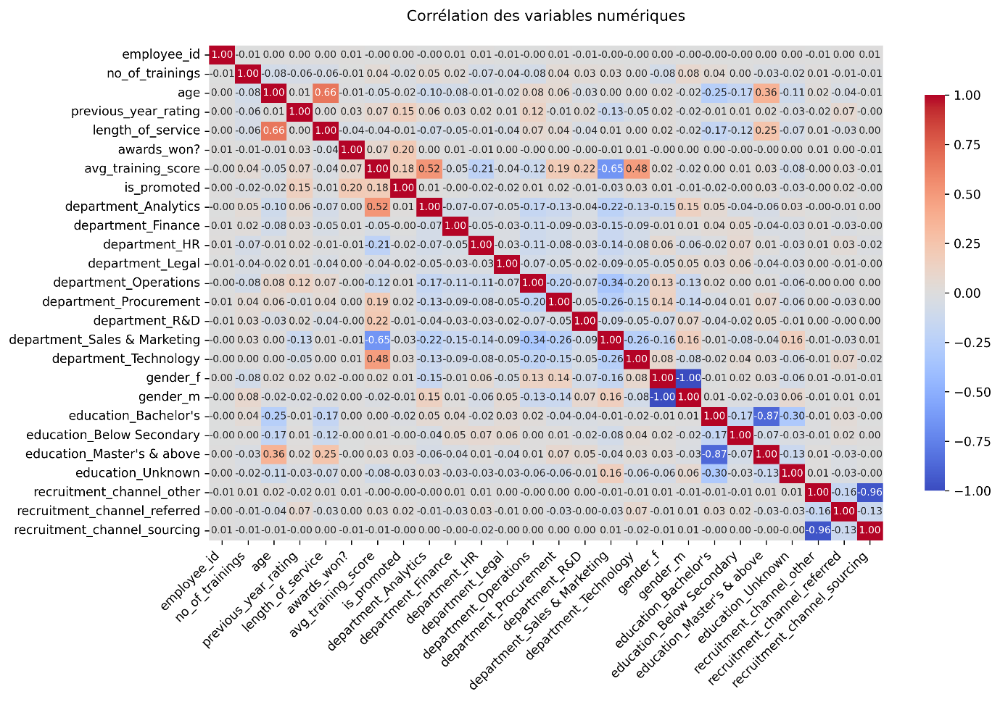 Corrélation des variables numériques
employee_id 1.00 -0.01 0.00 0.00 0.00 0.01 -0.00 0.00 -0.00 0.01 0.01 -0.01 -0.00 0.01 -0.01 -0.00 -0.00 -0.00 0.00 -0.00 -0.00 0.00 -0.00 -0.01 0.00 0.01
no_of_trainings -0.01 1.00 -0.08 -0.06 -0.06 -0.01 0.04 -0.02 0.05 0.02 -0.07 -0.04 -0.08 0.04 0.03 0.03 0.00 -0.08 0.08 0.04 0.00 -0.03 -0.02 0.01 -0.01 -0.01
age 0.00 -0.08 1.00 0.01 0.66 -0.01 -0.05 -0.02 -0.10 -0.08 -0.01 -0.02 0.08 0.06 -0.03 0.00 0.00 0.02 -0.02 -0.25 -0.17 0.36 -0.11 0.02 -0.04 -0.01
previous_year_rating 0.00 -0.06 0.01 1.00 0.00 0.03 0.07 0.15 0.06 0.03 0.02 0.01 0.12 -0.01 0.02 -0.13 -0.05 0.02 -0.02 -0.01 0.01 0.02 -0.03 -0.02 0.07 -0.00
length_of_service 0.00 -0.06 0.66 0.00 1.00 -0.04 -0.04 -0.01 -0.07 -0.05 -0.01 -0.04 0.07 0.04 -0.04 0.01 0.00 0.02 -0.02 -0.17 -0.12 0.25 -0.07 0.01 -0.03 -0.00
awards_won? 0.01 -0.01 -0.01 0.03 -0.04 1.00 0.07 0.20 0.00 0.01 -0.01 0.00 -0.00 0.00 -0.00 -0.01 0.01 -0.00 0.00 0.00 -0.00 -0.00 0.00 0.00 0.00 -0.00
avg_training_score -0.00 0.04 -0.05 0.07 -0.04 0.07 1.00 0.18 0.52 -0.05 -0.21 -0.04 -0.12 0.19 0.22 -0.65 0.48 0.02 -0.02 0.00 0.01 0.03 -0.08 -0.00 0.03 -0.01
is_promoted 0.00 -0.02 -0.02 0.15 -0.01 0.20 0.18 1.00 0.01 -0.00 -0.02 -0.02 0.01 0.02 -0.01 -0.03 0.03 0.01 -0.01 -0.02 -0.00 0.03 -0.03 -0.00 0.02 -0.00
department_Analytics -0.00 0.05 -0.10 0.06 -0.07 0.00 0.52 0.01 1.00 -0.07 -0.07 -0.05 -0.17 -0.13 -0.04 -0.22 -0.13 -0.15 0.15 0.05 -0.04 -0.06 0.03 -0.00 -0.01 0.00
department_Finance 0.01 0.02 -0.08 0.03 -0.05 0.01 -0.05 -0.00 -0.07 1.00 -0.05 -0.03 -0.11 -0.09 -0.03 -0.15 -0.09 -0.01 0.01 0.04 0.05 -0.04 -0.03 0.01 -0.01 -0.00
department_HR 0.01 -0.07 -0.01 0.02 -0.01 -0.01 -0.21 -0.02 -0.07 -0.05 1.00 -0.03 -0.11 -0.08 -0.03 -0.14 -0.08 0.06 -0.06 -0.02 0.07 0.01 -0.03 0.01 0.03 -0.02
department_Legal -0.01 -0.04 -0.02 0.01 -0.04 0.00 -0.04 -0.02 -0.05 -0.03 -0.03 1.00 -0.07 -0.05 -0.02 -0.09 -0.05 -0.05 0.05 0.03 0.06 -0.04 -0.03 0.00 -0.01 -0.00
department_Operations -0.00 -0.08 0.08 0.12 0.07 -0.00 -0.12 0.01 -0.17 -0.11 -0.11 -0.07 1.00 -0.20 -0.07 -0.34 -0.20 0.13 -0.13 0.02 0.00 0.01 -0.06 -0.00 0.00 0.00
department_Procurement 0.01 0.04 0.06 -0.01 0.04 0.00 0.19 0.02 -0.13 -0.09 -0.08 -0.05 -0.20 1.00 -0.05 -0.26 -0.15 0.14 -0.14 -0.04 0.01 0.07 -0.06 0.00 -0.03 0.00
department_R&D -0.01 0.03 -0.03 0.02 -0.04 -0.00 0.22 -0.01 -0.04 -0.03 -0.03 -0.02 -0.07 -0.05 1.00 -0.09 -0.05 -0.07 0.07 -0.04 -0.02 0.05 -0.01 0.00 -0.00 0.00
department_Sales & Marketing -0.00 0.03 0.00 -0.13 0.01 -0.01 -0.65 -0.03 -0.22 -0.15 -0.14 -0.09 -0.34 -0.26 -0.09 1.00 -0.26 -0.16 0.16 -0.01 -0.08 -0.04 0.16 -0.01 -0.03 0.01
department_Technology -0.00 0.00 0.00 -0.05 0.00 0.01 0.48 0.03 -0.13 -0.09 -0.08 -0.05 -0.20 -0.15 -0.05 -0.26 1.00 0.08 -0.08 -0.02 0.04 0.03 -0.06 -0.01 0.07 -0.02
gender_f -0.00 -0.08 0.02 0.02 0.02 -0.00 0.02 0.01 -0.15 -0.01 0.06 -0.05 0.13 0.14 -0.07 -0.16 0.08 1.00 -1.00 -0.01 0.02 0.03 -0.06 0.01 -0.01 -0.01
gender_m 0.00 0.08 -0.02 -0.02 -0.02 0.00 -0.02 -0.01 0.15 0.01 -0.06 0.05 -0.13 -0.14 0.07 0.16 -0.08 -1.00 1.00 0.01 -0.02 -0.03 0.06 -0.01 0.01 0.01
education_Bachelor's -0.00 0.04 -0.25 -0.01 -0.17 0.00 0.00 -0.02 0.05 0.04 -0.02 0.03 0.02 -0.04 -0.04 -0.01 -0.02 -0.01 0.01 1.00 -0.17 -0.87 -0.30 -0.01 0.03 -0.00
education_Below Secondary -0.00 0.00 -0.17 0.01 -0.12 -0.00 0.01 -0.00 -0.04 0.05 0.07 0.06 0.00 0.01 -0.02 -0.08 0.04 0.02 -0.02 -0.17 1.00 -0.07 -0.03 -0.01 0.02 0.00
education_Master's & above 0.00 -0.03 0.36 0.02 0.25 -0.00 0.03 0.03 -0.06 -0.04 0.01 -0.04 0.01 0.07 0.05 -0.04 0.03 0.03 -0.03 -0.87 -0.07 1.00 -0.13 0.01 -0.03 -0.00
education_Unknown -0.00 -0.02 -0.11 -0.03 -0.07 0.00 -0.08 -0.03 0.03 -0.03 -0.03 -0.03 -0.06 -0.06 -0.01 0.16 -0.06 -0.06 0.06 -0.30 -0.03 -0.13 1.00 0.01 -0.03 -0.00
recruitment_channel_other -0.01 0.01 0.02 -0.02 0.01 0.00 -0.00 -0.00 -0.00 0.01 0.01 0.00 -0.00 0.00 0.00 -0.01 -0.01 0.01 -0.01 -0.01 -0.01 0.01 0.01 1.00 -0.16 -0.96
recruitment_channel_referred 0.00 -0.01 -0.04 0.07 -0.03 0.00 0.03 0.02 -0.01 -0.01 0.03 -0.01 0.00 -0.03 -0.00 -0.03 0.07 -0.01 0.01 0.03 0.02 -0.03 -0.03 -0.16 1.00 -0.13
recruitment_channel_sourcing 0.01 -0.01 -0.01 -0.00 -0.00 -0.00 -0.01 -0.00 0.00 -0.00 -0.02 -0.00 0.00 0.00 0.00 0.01 -0.02 -0.01 0.01 -0.00 0.00 -0.00 -0.00 -0.96 -0.13 1.00
employee_id
no_of_trainings
age
previous_year_rating
length_of_service
awards_won?
avg_training_score
is_promoted
department_Analytics
department_Finance
department_HR
department_Legal
department_Operations
department_Procurement
department_R&D
department_Sales & Marketing
department_Technology
gender_f
gender_m
education_Bachelor's
education_Below Secondary
education_Master's & above
education_Unknown
recruitment_channel_other
recruitment_channel_referred
recruitment_channel_sourcing
1.00
0.75
0.50
0.25
0.00
−0.25
−0.50
−0.75
−1.00